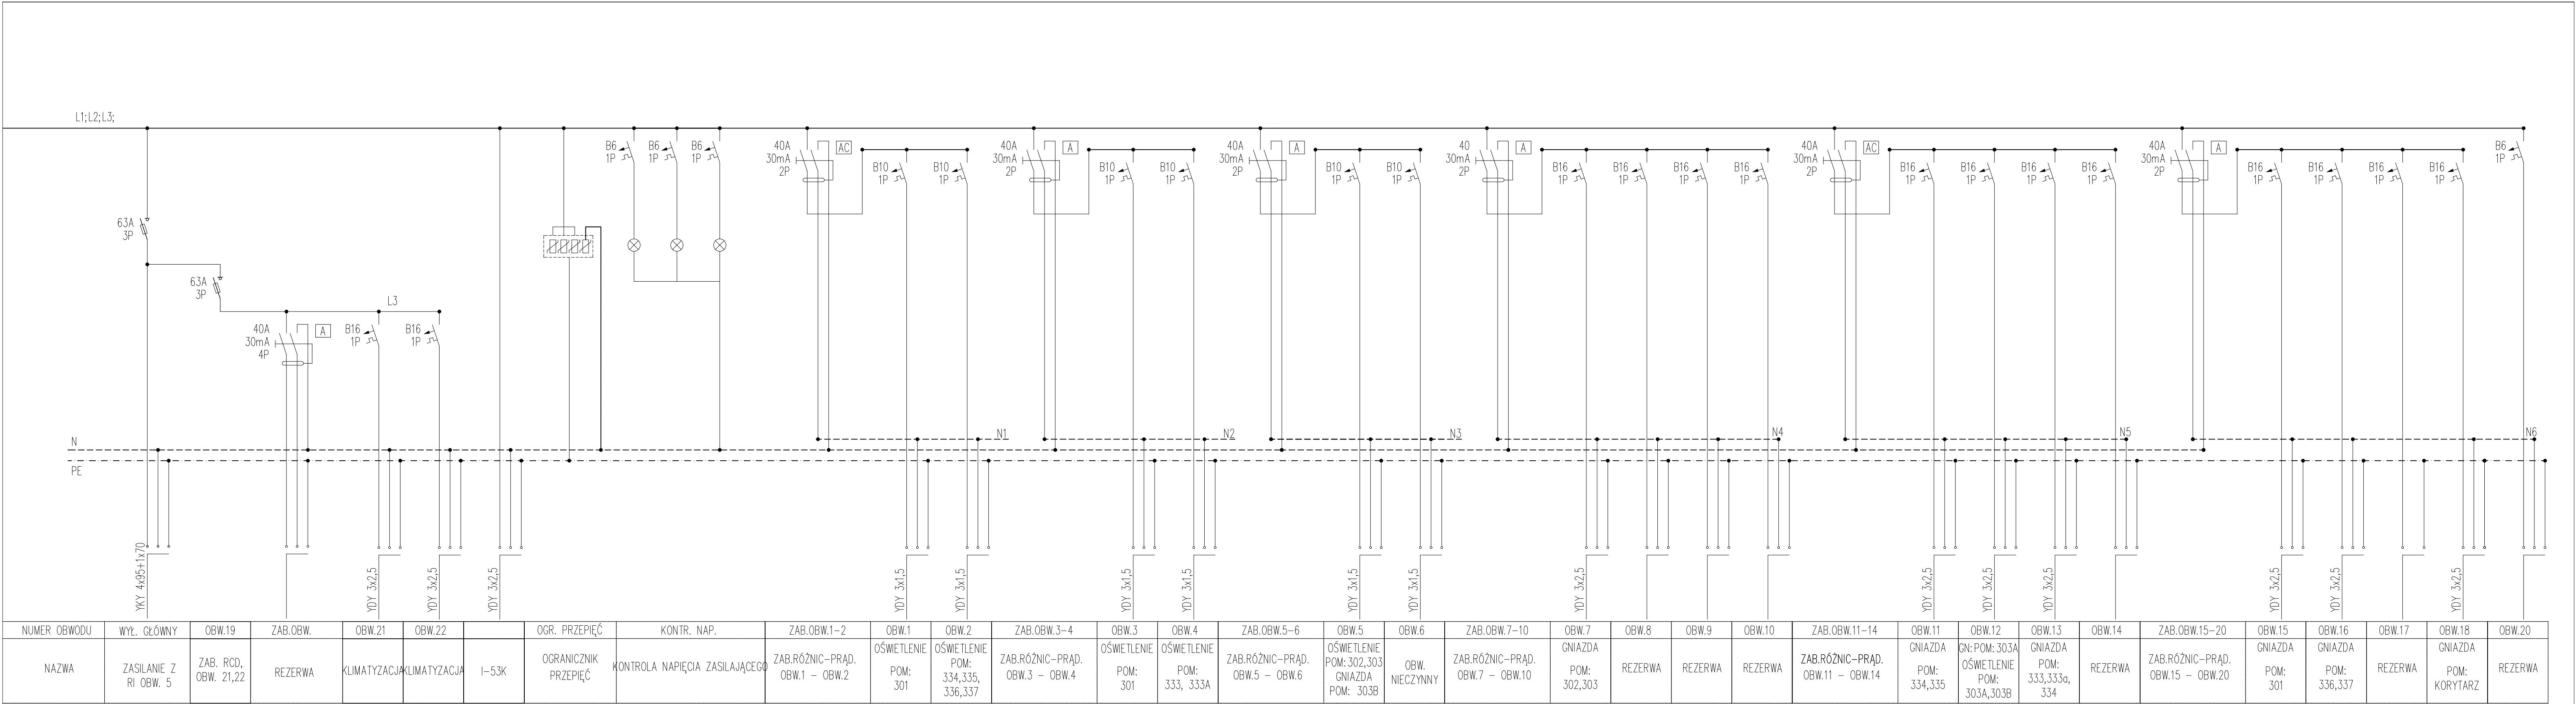 L1;L2;L3;
63A
3P
63A
3P
L3
40A
30mA
4P
A
B16
1P
B16
1P
B6
1P
B6
1P
B6
1P
40A
30mA
2P
AC
B10
1P
B10
1P
40A
30mA
2P
A
B10
1P
B10
1P
40A
30mA
2P
A
B10
1P
B10
1P
40
30mA
2P
A
B16
1P
B16
1P
B16
1P
B16
1P
40A
30mA
2P
AC
B16
1P
B16
1P
B16
1P
B16
1P
40A
30mA
2P
A
B16
1P
B16
1P
B16
1P
B16
1P
B6
1P
N
PE
N1
N2
N3
N4
N5
N6
YKY 4x95+1x70
YDY 3x2,5
YDY 3x2,5
YDY 3x2,5
YDY 3x1,5
YDY 3x1,5
YDY 3x1,5
YDY 3x1,5
YDY 3x1,5
YDY 3x1,5
YDY 3x2,5
YDY 3x2,5
YDY 3x2,5
YDY 3x2,5
YDY 3x2,5
YDY 3x2,5
YDY 3x2,5
NUMER OBWODU
WYŁ. GŁÓWNY
OBW.19
ZAB.OBW.
OBW.21
OBW.22
OGR. PRZEPIĘĆ
KONTR. NAP.
ZAB.OBW.1-2
OBW.1
OBW.2
ZAB.OBW.3-4
OBW.3
OBW.4
ZAB.OBW.5-6
OBW.5
OBW.6
ZAB.OBW.7-10
OBW.7
OBW.8
OBW.9
OBW.10
ZAB.OBW.11-14
OBW.11
OBW.12
OBW.13
OBW.14
ZAB.OBW.15-20
OBW.15
OBW.16
OBW.17
OBW.18
OBW.20
NAZWA
ZASILANIE Z
RI OBW. 5
ZAB. RCD,
OBW. 21,22
REZERWA
KLIMATYZACJA
KLIMATYZACJA
I-53K
OGRANICZNIK
PRZEPIĘĆ
KONTROLA NAPIĘCIA ZASILAJĄCEGO
ZAB.RÓŻNIC-PRĄD.
OBW.1 - OBW.2
OŚWIETLENIE
POM:
301
OŚWIETLENIE
POM:
334,335,
336,337
ZAB.RÓŻNIC-PRĄD.
OBW.3 - OBW.4
OŚWIETLENIE
POM:
301
OŚWIETLENIE
POM:
333, 333A
ZAB.RÓŻNIC-PRĄD.
OBW.5 - OBW.6
OŚWIETLENIE
POM: 302,303
GNIAZDA
POM: 303B
OBW.
NIECZYNNY
ZAB.RÓŻNIC-PRĄD.
OBW.7 - OBW.10
GNIAZDA
POM:
302,303
REZERWA
REZERWA
REZERWA
ZAB.RÓŻNIC-PRĄD.
OBW.11 - OBW.14
GNIAZDA
POM:
334,335
GN:POM: 303A
OŚWIETLENIE
POM:
303A,303B
GNIAZDA
POM:
333,333a,
334
REZERWA
ZAB.RÓŻNIC-PRĄD.
OBW.15 - OBW.20
GNIAZDA
POM:
301
GNIAZDA
POM:
336,337
REZERWA
GNIAZDA
POM:
KORYTARZ
REZERWA